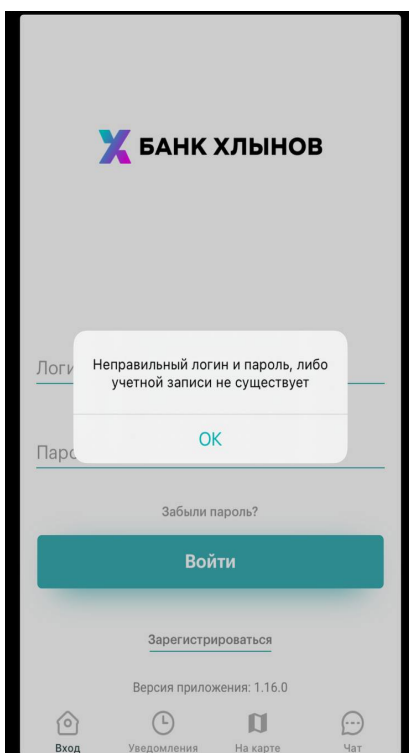 БАНК ХЛЫНОВ
Неправильный логин и пароль, либо
учетной записи не существует
ОК
Забыли пароль?
Войти
Зарегистрироваться
Версия приложения: 1.16.0
Вход Уведомления На карте Чат